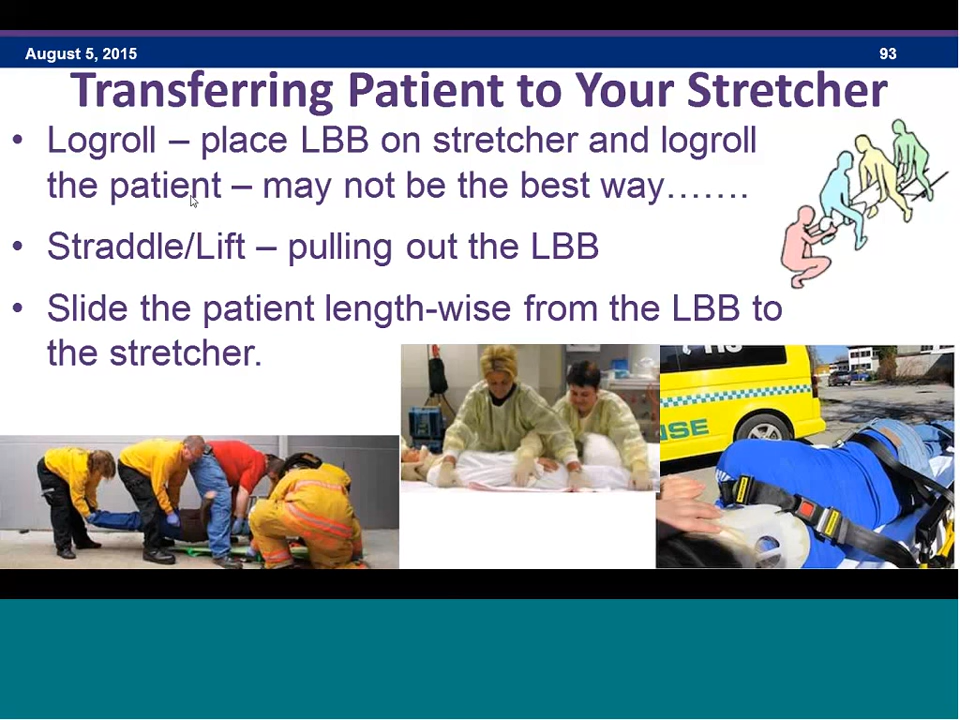 August 5, 2015
93
Transferring Patient to Your Stretcher
• Logroll – place LBB on stretcher and logroll
the patient – may not be the best way…….
• Straddle/Lift – pulling out the LBB
• Slide the patient length-wise from the LBB to
the stretcher.